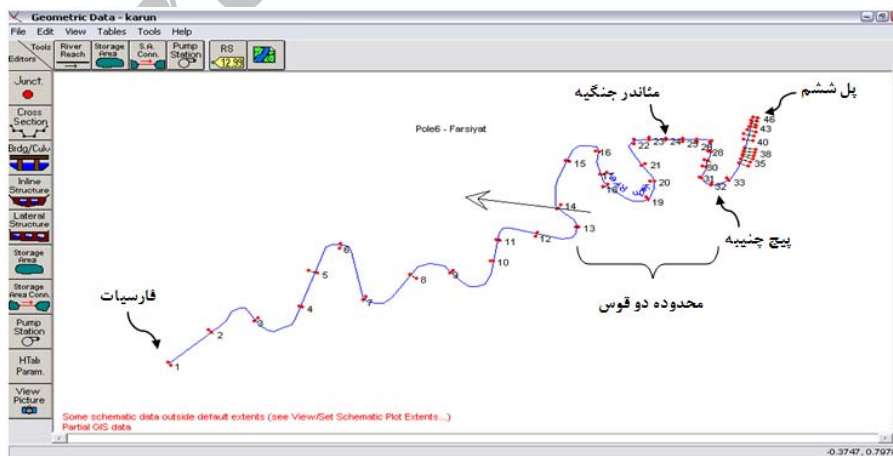 Geometric Data - karun
File Edit View Tables Tools Help
Tools
Editors
River Reach
Storage Area
S.A. Conn.
Pump Station
RS
12.99
Junct.
Cross Section
Brdg/Culv
Inline Structure
Lateral Structure
Storage Area
Storage Area Conn.
Pump Station
HTab Param.
View Picture
Pole6 - Farsiyat
مئاندر جنگیه
پل ششم
پیچ چنیبه
محدوده دو قوس
فارسیات
46
43
40
38
35
33
32
31
30
28
26
25
24
23
22
21
20
19
18
17
16
15
14
13
12
11
10
9
8
7
6
5
4
3
2
1
Some schematic data outside default extents (see View/Set Schematic Plot Extents...)
Partial GIS data